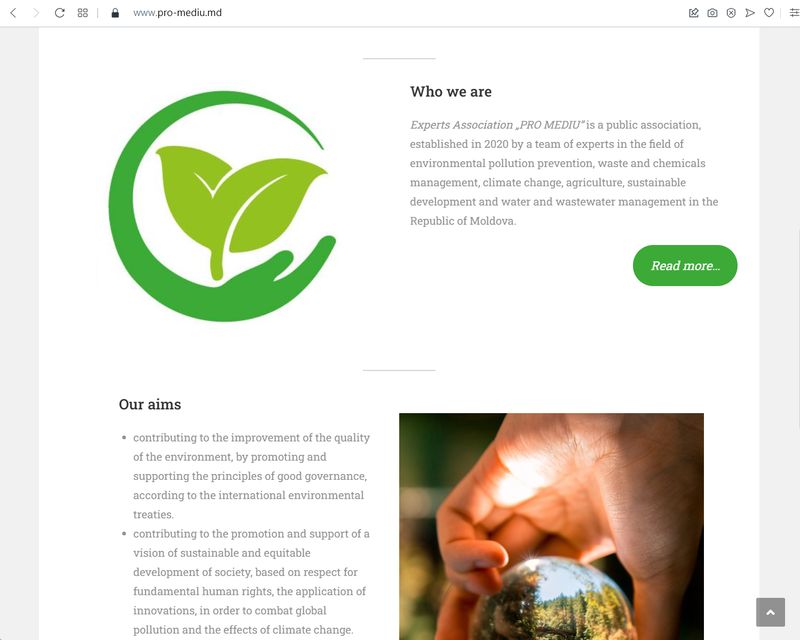 www.pro-mediu.md
Who we are
Experts Association „PRO MEDIU” is a public association,
established in 2020 by a team of experts in the field of
environmental pollution prevention, waste and chemicals
management, climate change, agriculture, sustainable
development and water and wastewater management in the
Republic of Moldova.
Read more...
Our aims
contributing to the improvement of the quality
of the environment, by promoting and
supporting the principles of good governance,
according to the international environmental
treaties.
contributing to the promotion and support of a
vision of sustainable and equitable
development of society, based on respect for
fundamental human rights, the application of
innovations, in order to combat global
pollution and the effects of climate change.